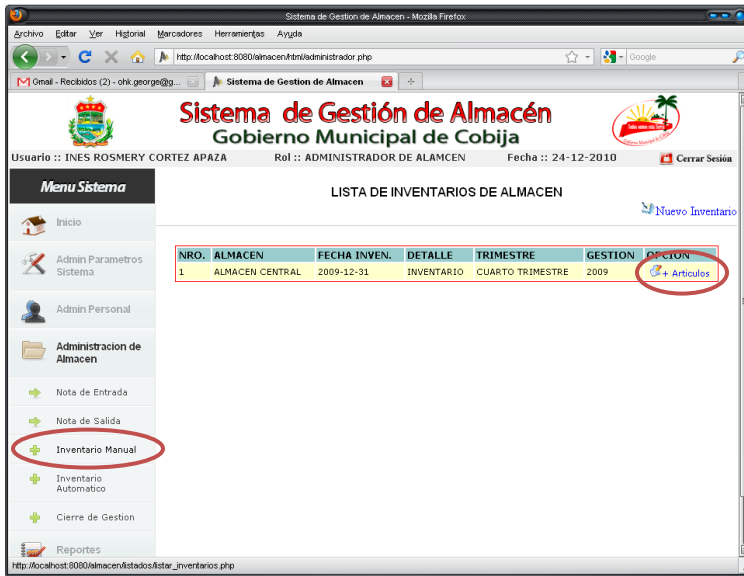 Sistema de Gestion de Almacen - Mozilla Firefox
Archivo Editar Ver Historial Marcadores Herramientas Ayuda
http://localhost:8080/almacen/html/administrador.php
Google
Gmail - Recibidos (2) - ohk.george@g...
Sistema de Gestion de Almacen
Sistema de Gestión de Almacén
Gobierno Municipal de Cobija
Usuario :: INES ROSMERY CORTEZ APAZA Rol :: ADMINISTRADOR DE ALAMCEN Fecha :: 24-12-2010 Cerrar Sesión
Menu Sistema
LISTA DE INVENTARIOS DE ALMACEN
Nuevo Inventario
Inicio
NRO. ALMACEN FECHA INVEN. DETALLE TRIMESTRE GESTION OPCION
1 ALMACEN CENTRAL 2009-12-31 INVENTARIO CUARTO TRIMESTRE 2009 + Articulos
Admin Parametros
Sistema
Admin Personal
Administracion de
Almacen
Nota de Entrada
Nota de Salida
Inventario Manual
Inventario
Automatico
Cierre de Gestion
Reportes
http://localhost:8080/almacen/listados/listar_inventarios.php